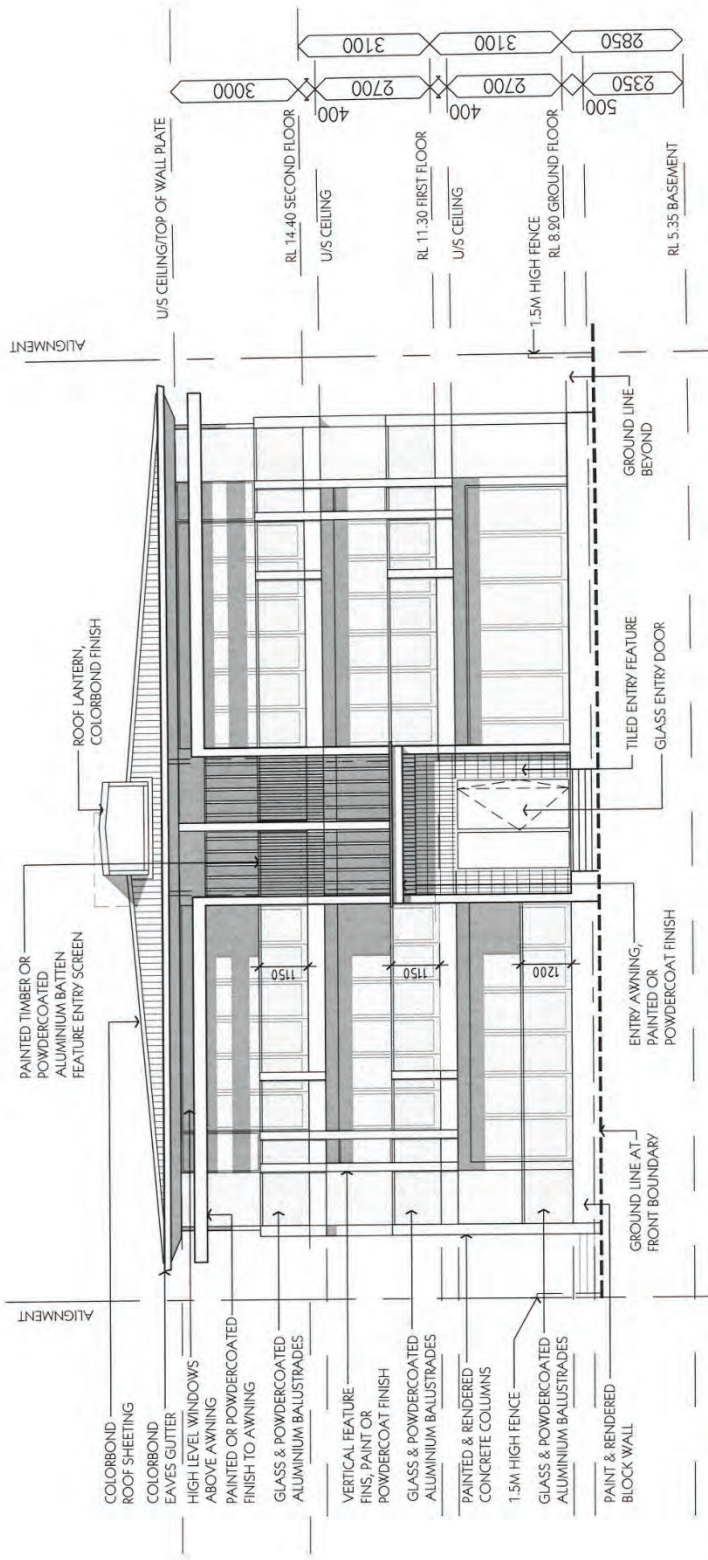 ALIGNMENT
COLORBOND
ROOF SHEETING
COLORBOND
EAVES GUTTER
HIGH LEVEL WINDOWS
ABOVE AWNING
PAINTED OR POWDERCOATED
FINISH TO AWNING
GLASS & POWDERCOATED
ALUMINIUM BALUSTRADES
VERTICAL FEATURE
FINS, PAINT OR
POWDERCOAT FINISH
GLASS & POWDERCOATED
ALUMINIUM BALUSTRADES
PAINTED & RENDERED
CONCRETE COLUMNS
1.5M HIGH FENCE
GLASS & POWDERCOATED
ALUMINIUM BALUSTRADES
PAINT & RENDERED
BLOCK WALL
PAINTED TIMBER OR
POWDERCOATED
ALUMINIUM BATTEN
FEATURE ENTRY SCREEN
ROOF LANTERN,
COLORBOND FINISH
1150
1150
1200
GROUND LINE AT
FRONT BOUNDARY
ENTRY AWNING,
PAINTED OR
POWDERCOAT FINISH
TILED ENTRY FEATURE
GLASS ENTRY DOOR
GROUND LINE
BEYOND
ALIGNMENT
1.5M HIGH FENCE
U/S CEILING/TOP OF WALL PLATE
RL 14.40 SECOND FLOOR
U/S CEILING
RL 11.30 FIRST FLOOR
U/S CEILING
RL 8.20 GROUND FLOOR
RL 5.35 BASEMENT
3000
2700
400
2700
400
2350
500
3100
3100
2850